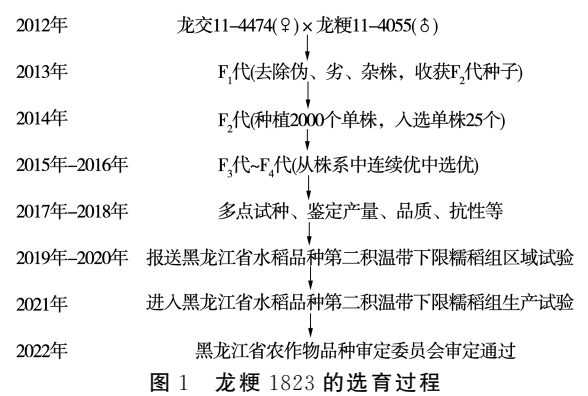 2012年 龙交11-4474(♀)×龙粳11-4055(♂)
2013年 F1代(去除伪、劣、杂株，收获F2代种子)
2014年 F2代(种植2000个单株，入选单株25个)
2015年-2016年 F3代~F4代(从株系中连续优中选优)
2017年-2018年 多点试种、鉴定产量、品质、抗性等
2019年-2020年 报送黑龙江省水稻品种第二积温带下限糯稻组区域试验
2021年 进入黑龙江省水稻品种第二积温带下限糯稻组生产试验
2022年 黑龙江省农作物品种审定委员会审定通过
图 1 龙粳 1823 的选育过程